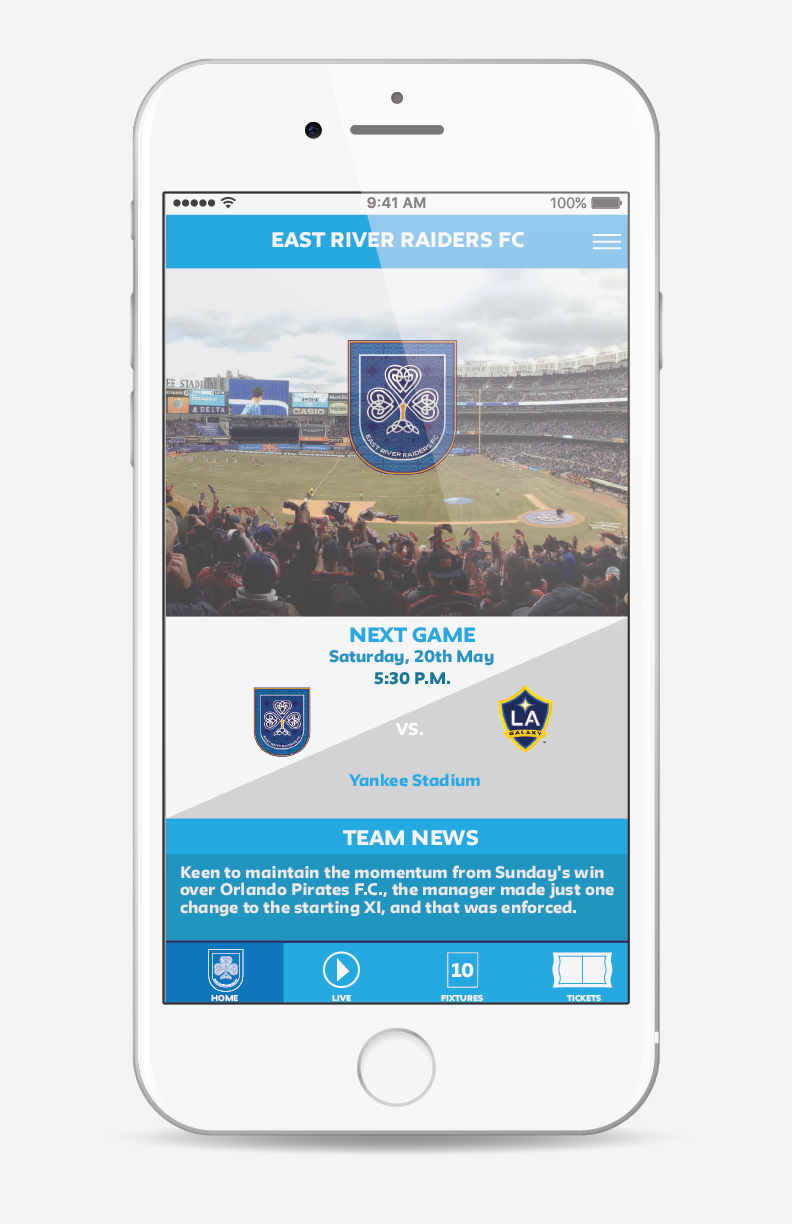 9:41 AM
100%
EAST RIVER RAIDERS FC
EE STADIUM
DELTA
CASIO
EAST RIVER RAIDERS FC
NEXT GAME
Saturday, 20th May
5:30 P.M.
VS.
LA
GALAXY
Yankee Stadium
TEAM NEWS
Keen to maintain the momentum from Sunday's win
over Orlando Pirates F.C., the manager made just one
change to the starting XI, and that was enforced.
10
HOME
LIVE
FIXTURES
TICKETS